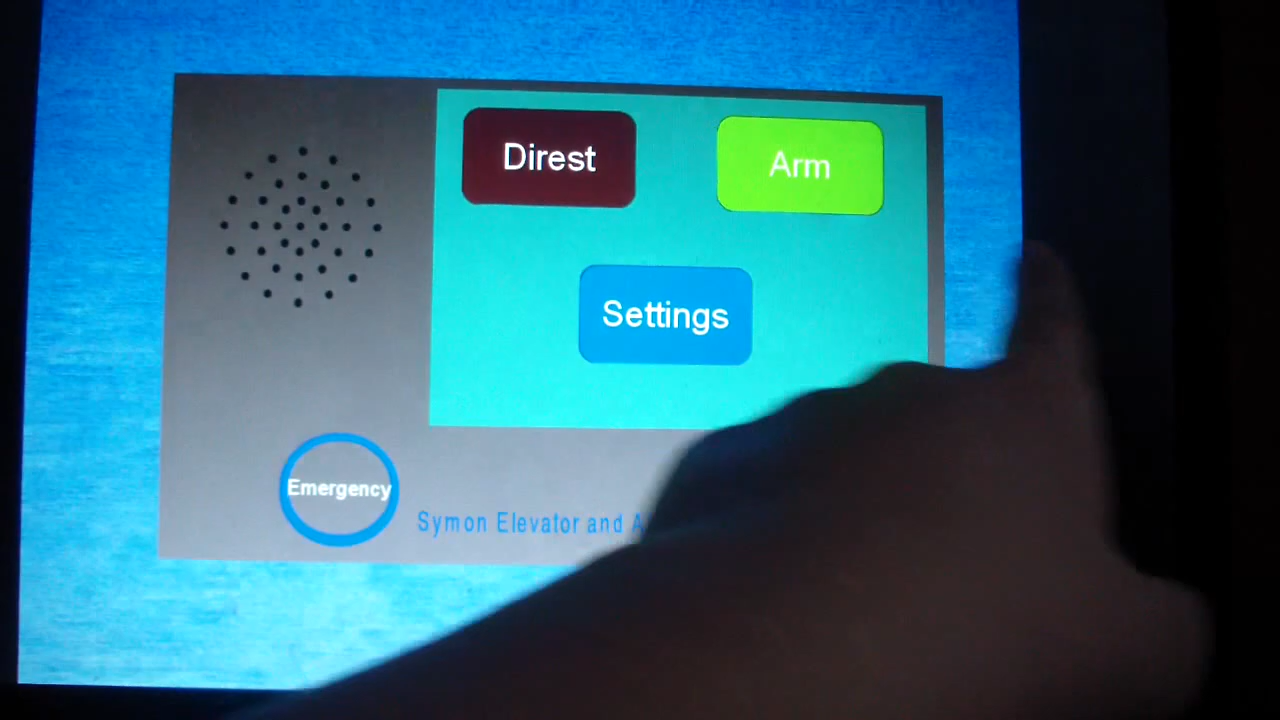 Direst
Arm
Settings
Emergency
Symon Elevator and A